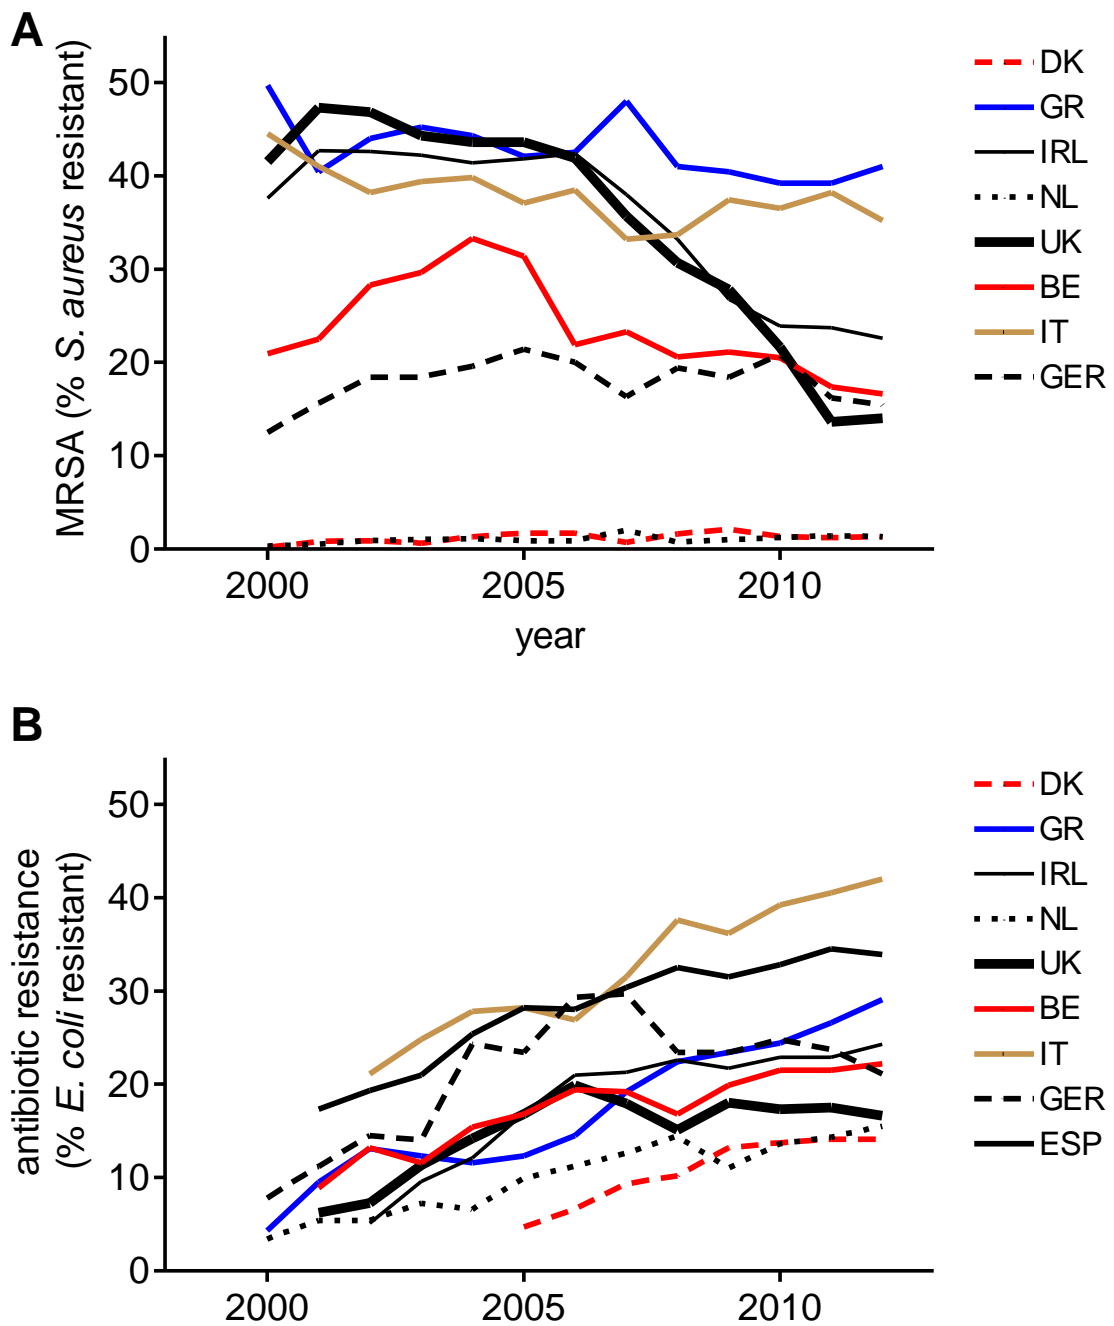 A
MRSA (% S. aureus resistant)
50
40
30
20
10
0
2000 2005 2010
year
DK
GR
IRL
NL
UK
BE
IT
GER
B
antibiotic resistance
(% E. coli resistant)
50
40
30
20
10
0
2000 2005 2010
DK
GR
IRL
NL
UK
BE
IT
GER
ESP